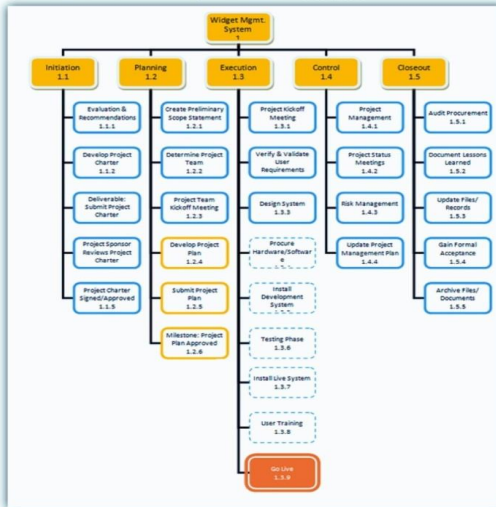 Widget Mgmt.
System
Initiation
1.1
Planning
1.2
Execution
1.3
Control
1.4
Closeout
1.5
Evaluation &
Recommendations
1.1.1
Develop Project
Charter
1.1.2
Deliverable:
Submit Project
Charter
Project Sponsor
Reviews Project
Charter
Project Charter
Signed/Approved
1.1.5
Create Preliminary
Scope Statement
1.2.1
Determine Project
Team
1.2.2
Project Team
Kickoff Meeting
1.2.3
Develop Project
Plan
1.2.4
Submit Project
Plan
1.2.5
Milestone: Project
Plan Approved
1.2.6
Project Kickoff
Meeting
1.3.1
Verify & Validate
User
Requirements
Design System
1.3.3
Procure
Hardware/Softwar
e
Install
Development
System
Testing Phase
1.3.6
Install Live System
1.3.7
User Training
1.3.8
Go Live
1.3.9
Project
Management
1.4.1
Project Status
Meetings
1.4.2
Risk Management
1.4.3
Update Project
Management Plan
1.4.4
Audit Procurement
1.5.1
Document Lessons
Learned
1.5.2
Update Files/
Records
1.5.3
Gain Formal
Acceptance
1.5.4
Archive Files/
Documents
1.5.5